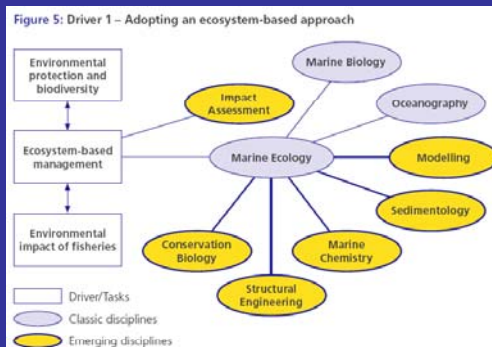 Figure 5: Driver 1 – Adopting an ecosystem-based approach
Environmental
protection and
biodiversity
Marine Biology
Impact
Assessment
Oceanography
Ecosystem-based
management
Marine Ecology
Modelling
Sedimentology
Environmental
impact of fisheries
Conservation
Biology
Marine
Chemistry
Structural
Engineering
Driver/Tasks
Classic disciplines
Emerging disciplines